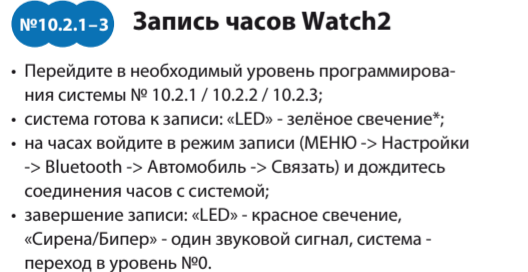 №10.2.1–3 Запись часов Watch2
• Перейдите в необходимый уровень программирова-
ния системы № 10.2.1 / 10.2.2 / 10.2.3;
• система готова к записи: «LED» - зелёное свечение*;
• на часах войдите в режим записи (МЕНЮ -> Настройки
-> Bluetooth -> Автомобиль -> Связать) и дождитесь
соединения часов с системой;
• завершение записи: «LED» - красное свечение,
«Сирена/Бипер» - один звуковой сигнал, система -
переход в уровень №0.